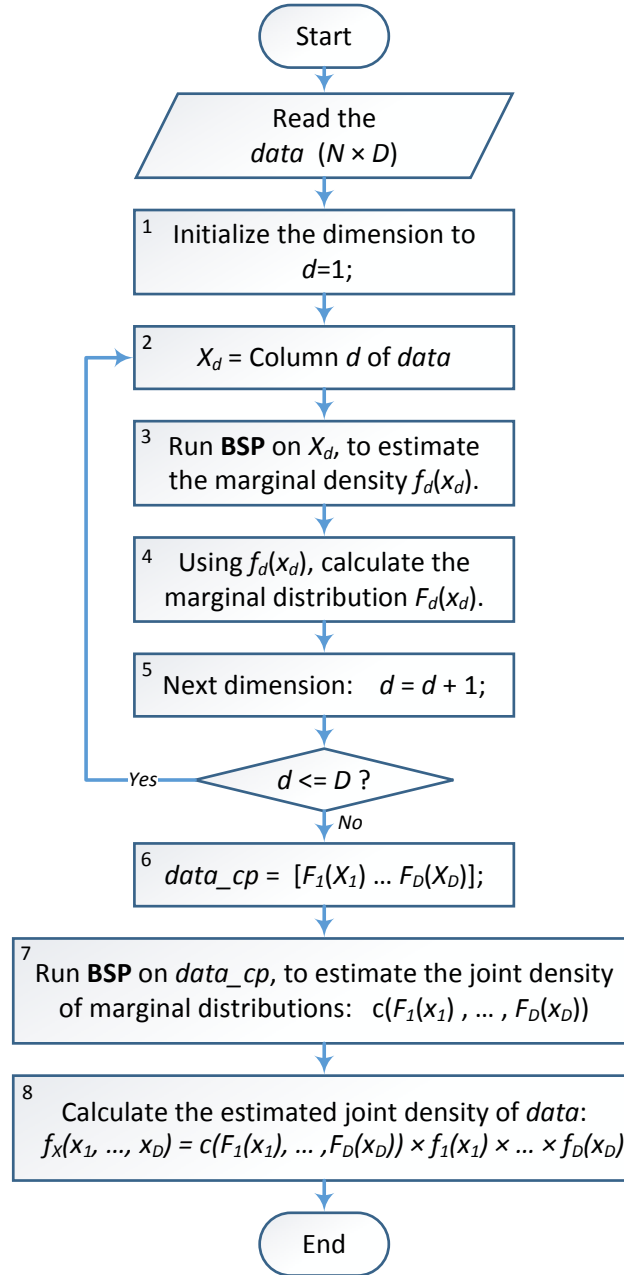 Start
Read the
data (N × D)
1
Initialize the dimension to
d=1;
2
X_d = Column d of data
3
Run BSP on X_d, to estimate
the marginal density f_d(x_d).
4
Using f_d(x_d), calculate the
marginal distribution F_d(x_d).
5
Next dimension: d = d + 1;
d <= D ?
Yes
No
6
data_cp = [F_1(X_1) ... F_D(X_D)];
7
Run BSP on data_cp, to estimate the joint density
of marginal distributions: c(F_1(x_1) , ... , F_D(x_D))
8
Calculate the estimated joint density of data:
f_X(x_1, ..., x_D) = c(F_1(x_1), ... ,F_D(x_D)) × f_1(x_1) × ... × f_D(x_D)
End